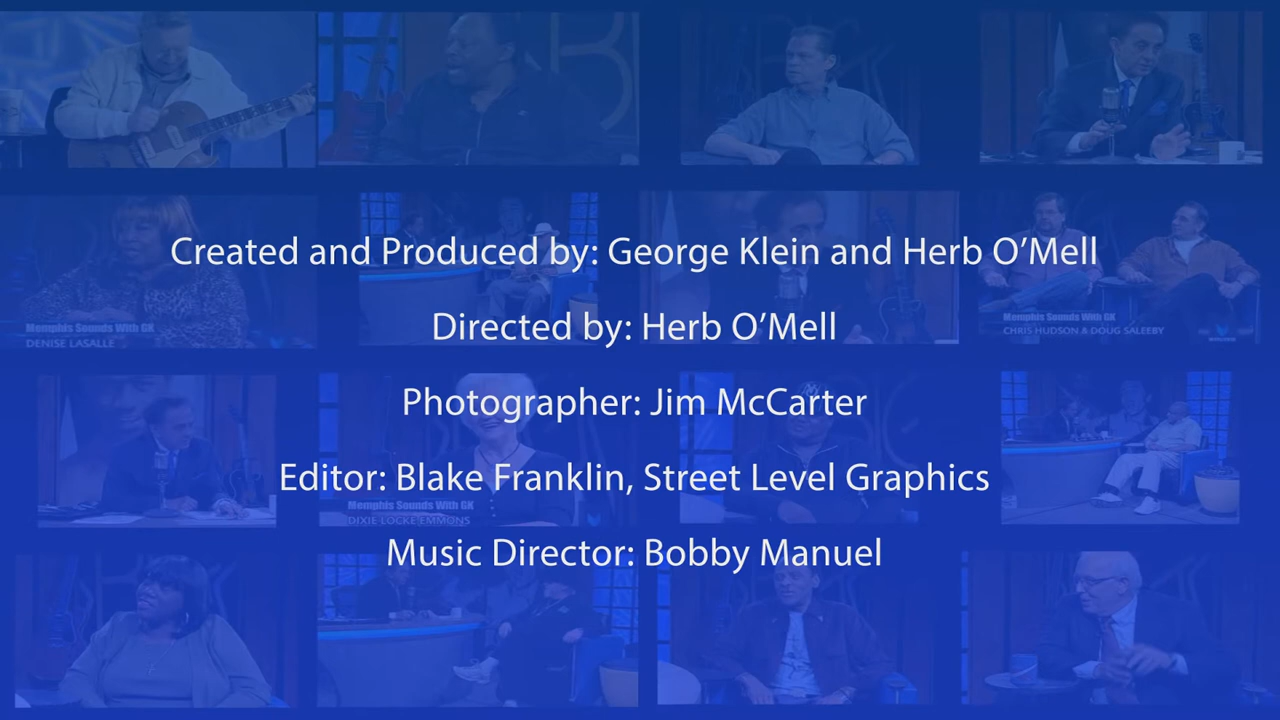 Created and Produced by: George Klein and Herb O’Mell
Memphis Sounds With GK
DENISE LASALLE
Memphis Sounds With GK
CHRIS HUDSON & DOUG SALEEBY
Directed by: Herb O’Mell
Photographer: Jim McCarter
Editor: Blake Franklin, Street Level Graphics
Memphis Sounds With GK
DIXIE LOCKE EMMONS
Music Director: Bobby Manuel